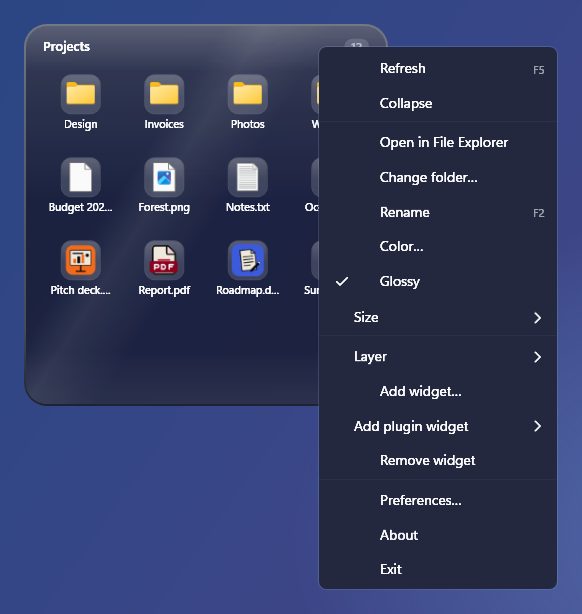 Projects
Design Invoices Photos
Budget 202... Forest.png Notes.txt
PDF
Pitch deck.... Report.pdf Roadmap.d...
Refresh F5
Collapse
Open in File Explorer
Change folder...
Rename F2
Color...
Glossy
Size
Layer
Add widget...
Add plugin widget
Remove widget
Preferences...
About
Exit